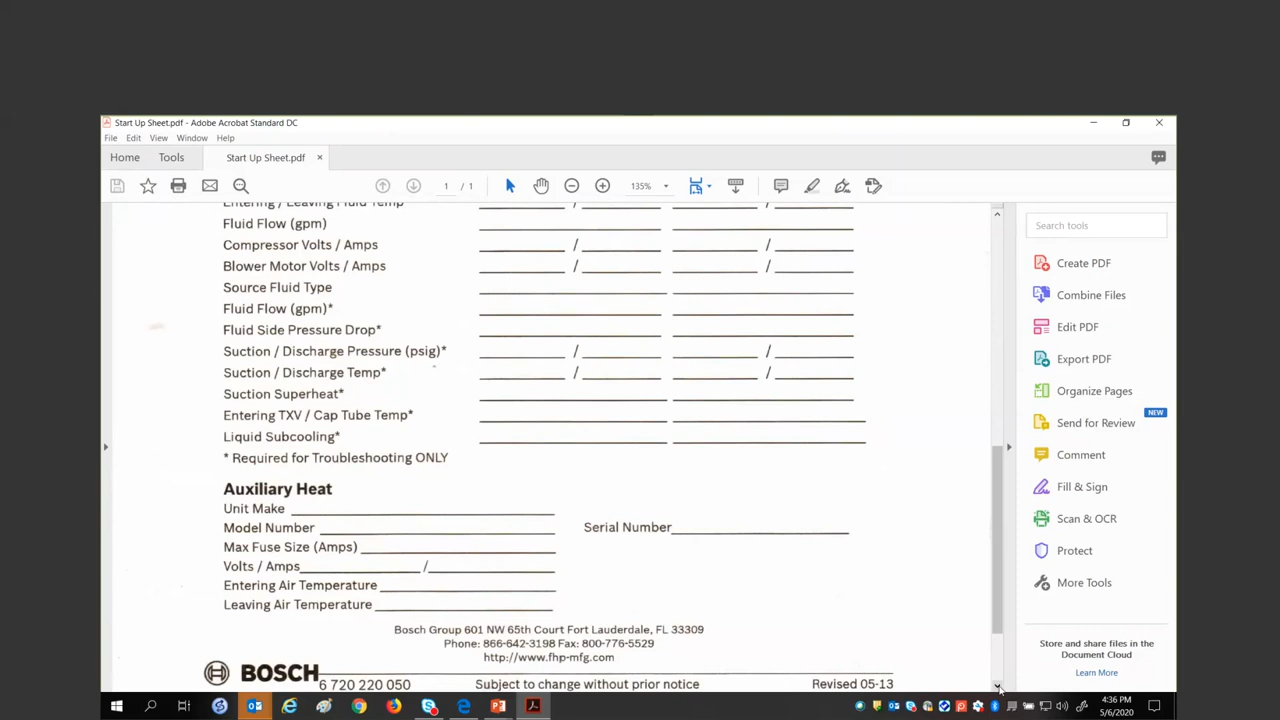 Start Up Sheet.pdf - Adobe Acrobat Standard DC
File Edit View Window Help
Home Tools Start Up Sheet.pdf ×
1 / 1 135%
Entering / Leaving Fluid Temp / /
Fluid Flow (gpm)
Compressor Volts / Amps / /
Blower Motor Volts / Amps / /
Source Fluid Type
Fluid Flow (gpm)*
Fluid Side Pressure Drop*
Suction / Discharge Pressure (psig)* / /
Suction / Discharge Temp* / /
Suction Superheat*
Entering TXV / Cap Tube Temp*
Liquid Subcooling*
* Required for Troubleshooting ONLY
Auxiliary Heat
Unit Make
Model Number Serial Number
Max Fuse Size (Amps)
Volts / Amps /
Entering Air Temperature
Leaving Air Temperature
Bosch Group 601 NW 65th Court Fort Lauderdale, FL 33309
Phone: 866-642-3198 Fax: 800-776-5529
http://www.fhp-mfg.com
BOSCH
6 720 220 050 Subject to change without prior notice Revised 05-13
Search tools
Create PDF
Combine Files
Edit PDF
Export PDF
Organize Pages
NEW
Send for Review
Comment
Fill & Sign
Scan & OCR
Protect
More Tools
Store and share files in the
Document Cloud
Learn More
4:36 PM
5/6/2020